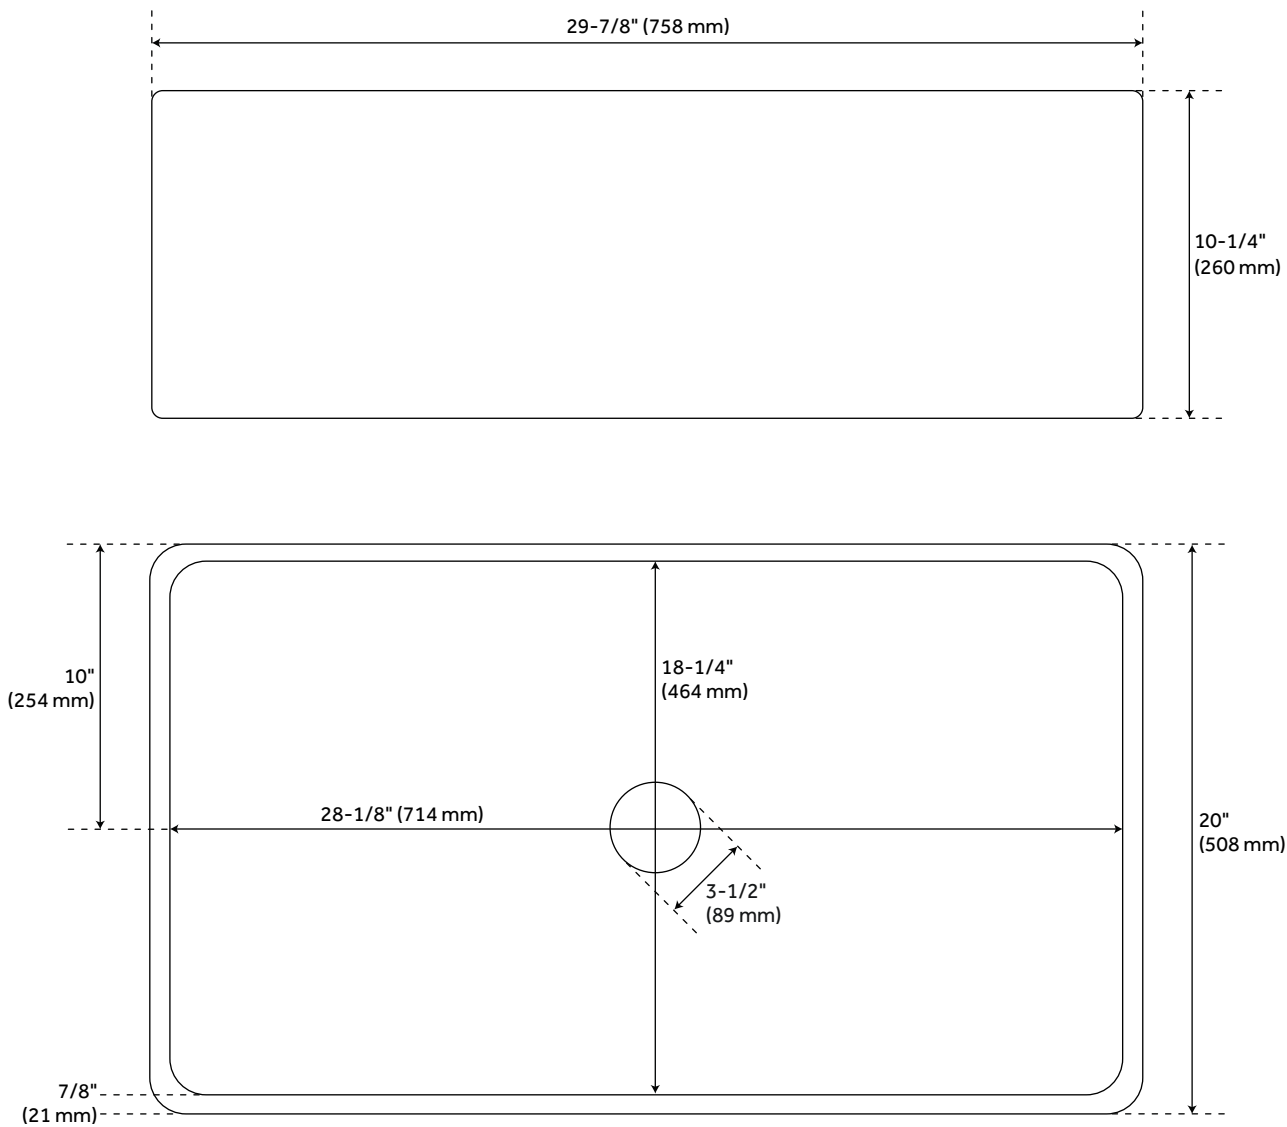 29-7/8" (758 mm)
10-1/4"
(260 mm)
10"
(254 mm)
18-1/4"
(464 mm)
28-1/8" (714 mm)
20"
(508 mm)
3-1/2"
(89 mm)
7/8"
(21 mm)